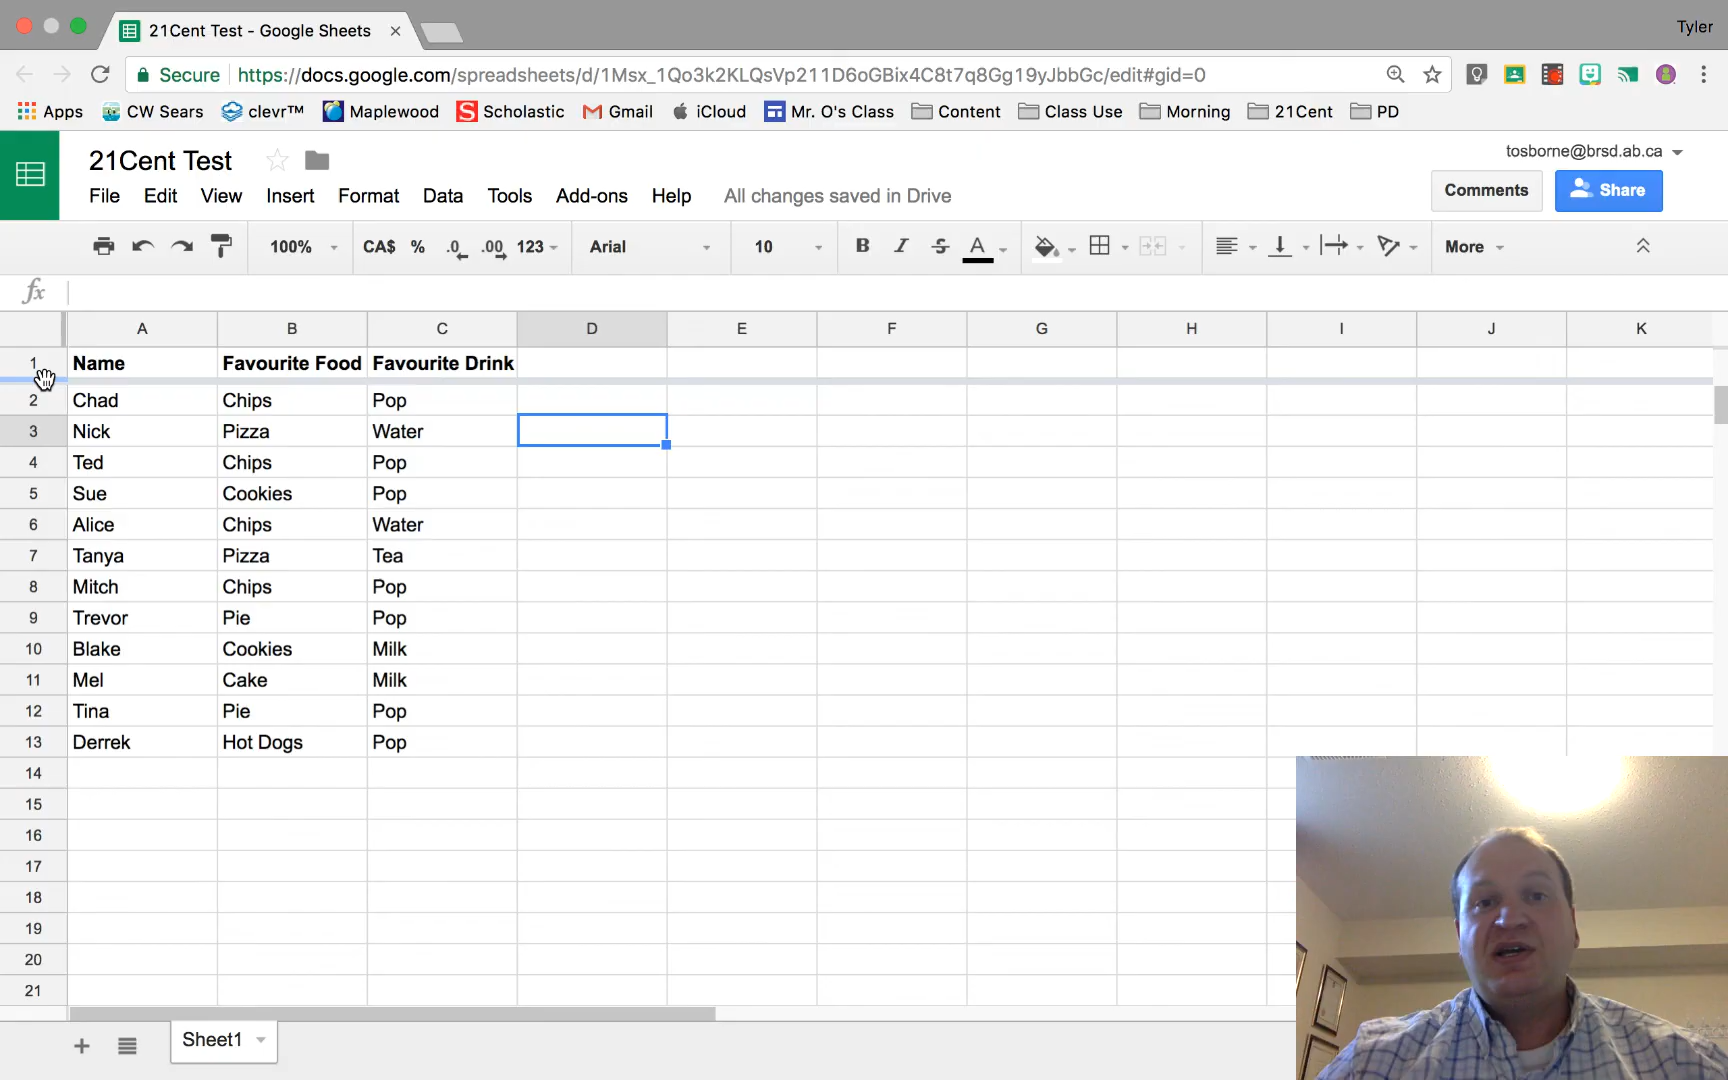 21Cent Test - Google Sheets
Tyler
Secure https://docs.google.com/spreadsheets/d/1Msx_1Qo3k2KLQsVp211D6oGBix4C8t7q8Gg19yJbbGc/edit#gid=0
Apps CW Sears clevr™ Maplewood Scholastic Gmail iCloud Mr. O's Class Content Class Use Morning 21Cent PD
21Cent Test
tosborne@brsd.ab.ca
File Edit View Insert Format Data Tools Add-ons Help All changes saved in Drive
Comments Share
100% CA$ % .0 .00 123 Arial 10 B I S A More
fx
A B C D E F G H I J K
1 Name Favourite Food Favourite Drink
2 Chad Chips Pop
3 Nick Pizza Water
4 Ted Chips Pop
5 Sue Cookies Pop
6 Alice Chips Water
7 Tanya Pizza Tea
8 Mitch Chips Pop
9 Trevor Pie Pop
10 Blake Cookies Milk
11 Mel Cake Milk
12 Tina Pie Pop
13 Derrek Hot Dogs Pop
14
15
16
17
18
19
20
21
Sheet1